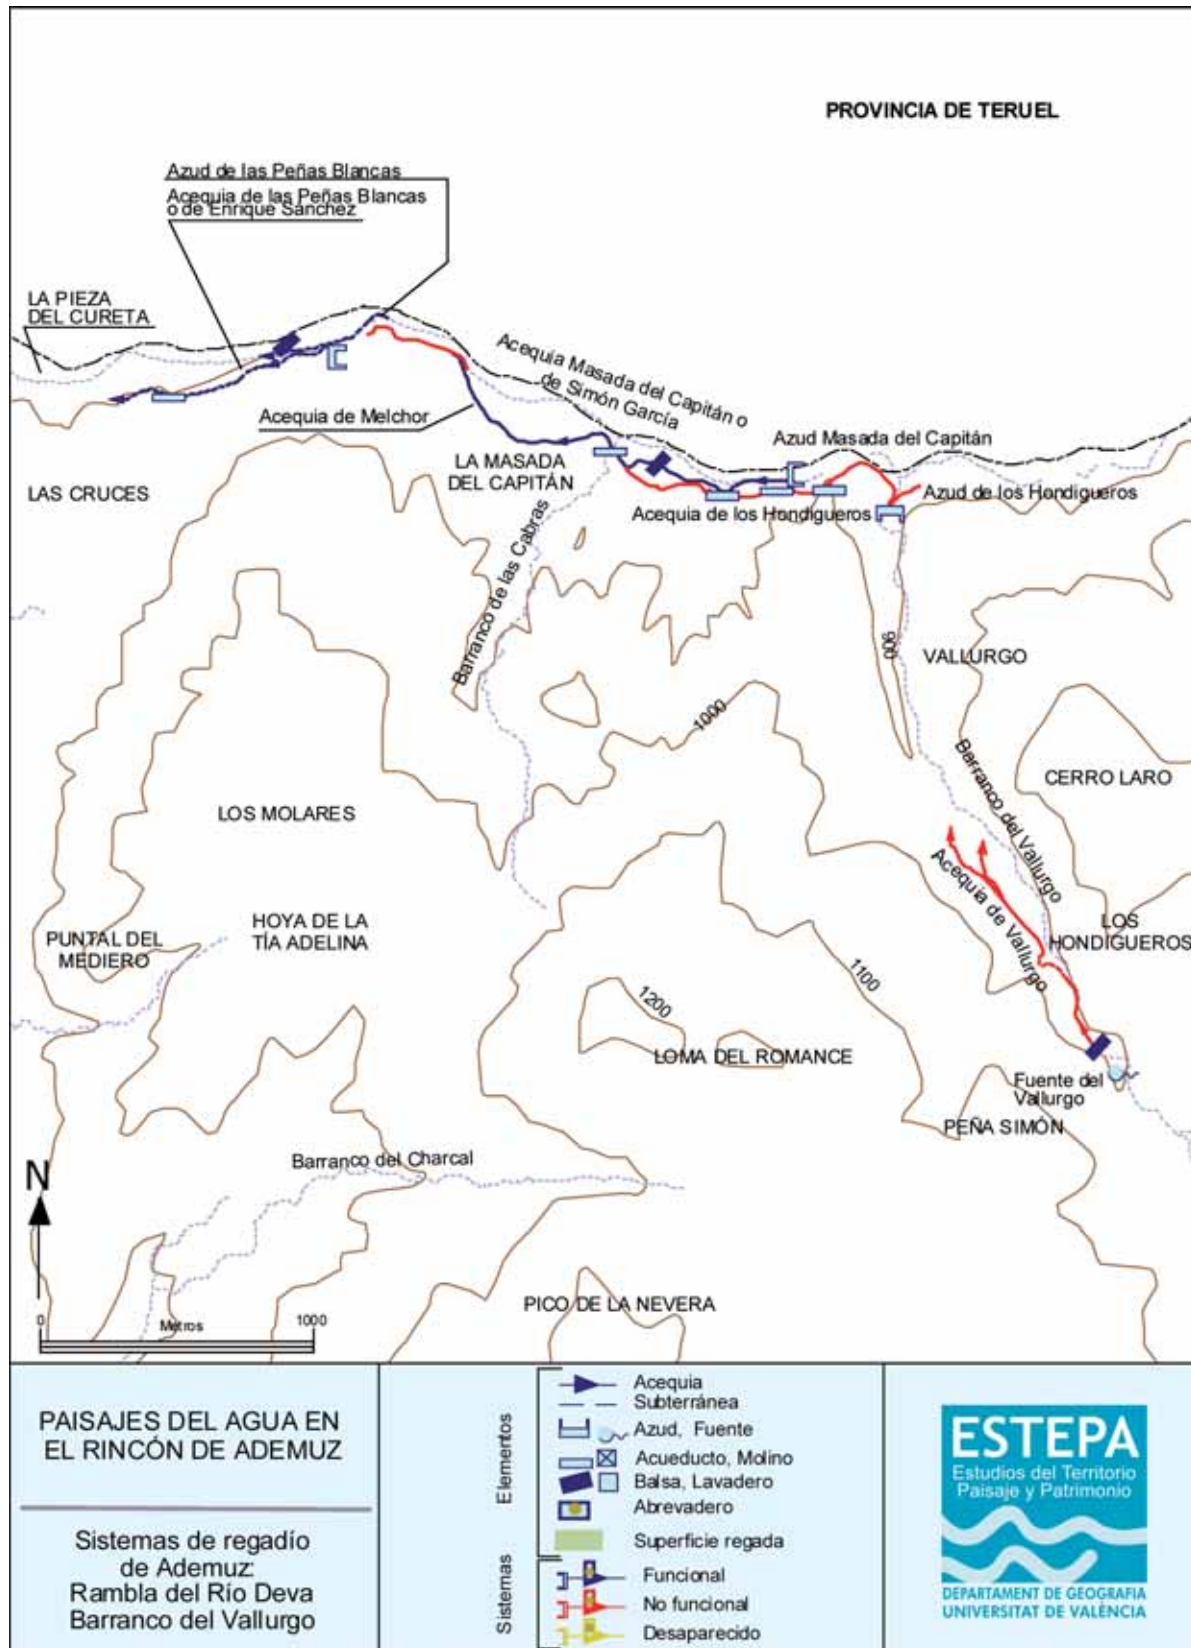 PROVINCIA DE TERUEL
Azud de las Peñas Blancas
Acequia de las Peñas Blancas
o de Enrique Sánchez
LA PIEZA
DEL CURETA
Acequia Masada del Capitán o
de Simón García
Acequia de Melchor
Azud Masada del Capitán
LA MASADA
DEL CAPITÁN
LAS CRUCES
Azud de los Hondigueros
Acequia de los Hondigueros
Barranco de las Cabras
900
VALLURGO
1000
Barranco del Vallurgo
CERRO LARO
LOS MOLARES
Acequia de Vallurgo
HOYA DE LA
TÍA ADELINA
LOS
HONDIGUEROS
PUNTAL DEL
MEDIERO
1100
1200
LOMA DEL ROMANCE
Fuente del
Vallurgo
PEÑA SIMÓN
Barranco del Charcal
N
PICO DE LA NEVERA
0
Metros
1000
PAISAJES DEL AGUA EN
EL RINCÓN DE ADEMUZ
Sistemas de regadío
de Ademuz:
Rambla del Río Deva
Barranco del Vallurgo
Elementos
Acequia
Subterránea
Azud, Fuente
Acueducto, Molino
Balsa, Lavadero
Abrevadero
Superficie regada
Sistemas
Funcional
No funcional
Desaparecido
ESTEPA
Estudios del Territorio
Paisaje y Patrimonio
DEPARTAMENT DE GEOGRAFIA
UNIVERSITAT DE VALÈNCIA